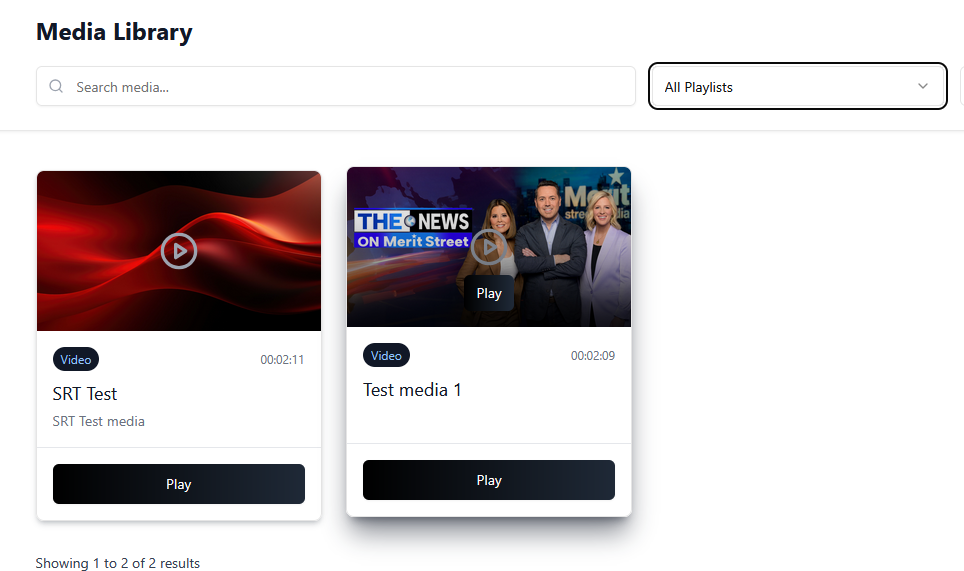 Media Library
Search media...
All Playlists
THE NEWS
ON Merit Street
Merit
street media
Play
Video
00:02:11
SRT Test
SRT Test media
Play
Video
00:02:09
Test media 1
Play
Showing 1 to 2 of 2 results